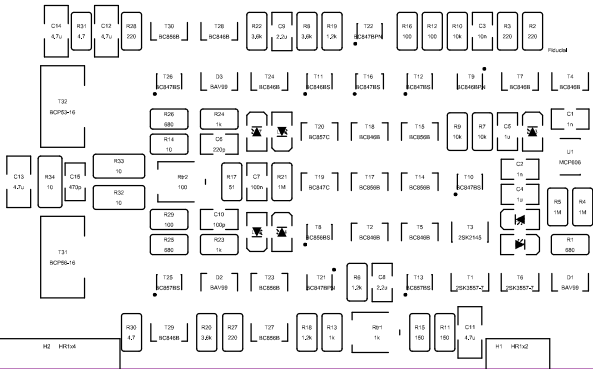 C14 R31 C12 R28 T30 T28 R22 C9 R8 R19 T22 R16 R12 R10 C3 R3 R2
4,7u 4,7 4,7u 220 BC856B BC846B 3,6k 2,2u 3,6k 1,2k BC847BPN 100 100 10k 10n 220 220
Fiducial
T26 D3 T24 T11 T16 T12 T9 T7 T4
BC847BS BAV99 BC846B BC846B BC847BS BC847BS BC846BPN BC846B BC846B
T32
BCP53-16
R26 R24
680 1k
T20 T18 T15 R9 R7 C5 C1
BC857C BC846B BC856B 10k 10k 1u 1n
R14 C6
10 220p
U1
MCP606
R33
10
C13 R34 C15 Rtr2 R17 C7 R21 T19 T17 T14 T10 C2
4,7u 10 470p 100 51 100n 1M BC847C BC846B BC856B BC847BS 1n
R32
10
C4
1u
R5 R4
1M 1M
R29 C10
100 100p
T31
BCP56-16
T8 T2 T5 T3
BC856BS BC846B BC846B 2SK2145
R25 R23 R1
680 1k 680
T25 D2 T23 T21 R6 C8 T13 T1 T6 D1
BC857BS BAV99 BC856B BC847BPN 1,2k 2,2u BC857BS 2SK3557-7 2SK3557-7 BAV99
R30 T29 R20 R27 T27 R18 R13 Rtr1 R15 R11 C11
4,7 BC846B 3,6k 220 BC856B 1,2k 1k 1k 150 150 4,7u
H2 HR1x4 H1 HR1x2